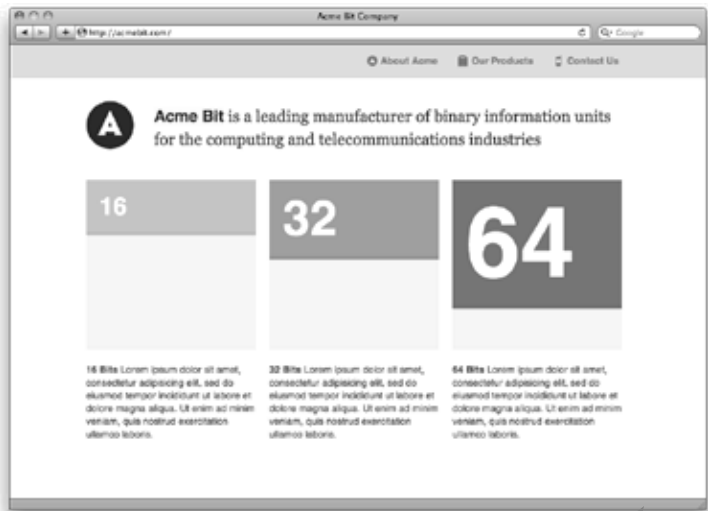 Acme Bit Company
http://acmebit.com/
Google
About Acme Our Products Contact Us
A
Acme Bit is a leading manufacturer of binary information units
for the computing and telecommunications industries
16
32
64
16 Bits Lorem ipsum dolor sit amet,
consectetur adipisicing elit, sed do
eiusmod tempor incididunt ut labore et
dolore magna aliqua. Ut enim ad minim
veniam, quis nostrud exercitation
ullamco laboris.
32 Bits Lorem ipsum dolor sit amet,
consectetur adipisicing elit, sed do
eiusmod tempor incididunt ut labore et
dolore magna aliqua. Ut enim ad minim
veniam, quis nostrud exercitation
ullamco laboris.
64 Bits Lorem ipsum dolor sit amet,
consectetur adipisicing elit, sed do
eiusmod tempor incididunt ut labore et
dolore magna aliqua. Ut enim ad minim
veniam, quis nostrud exercitation
ullamco laboris.